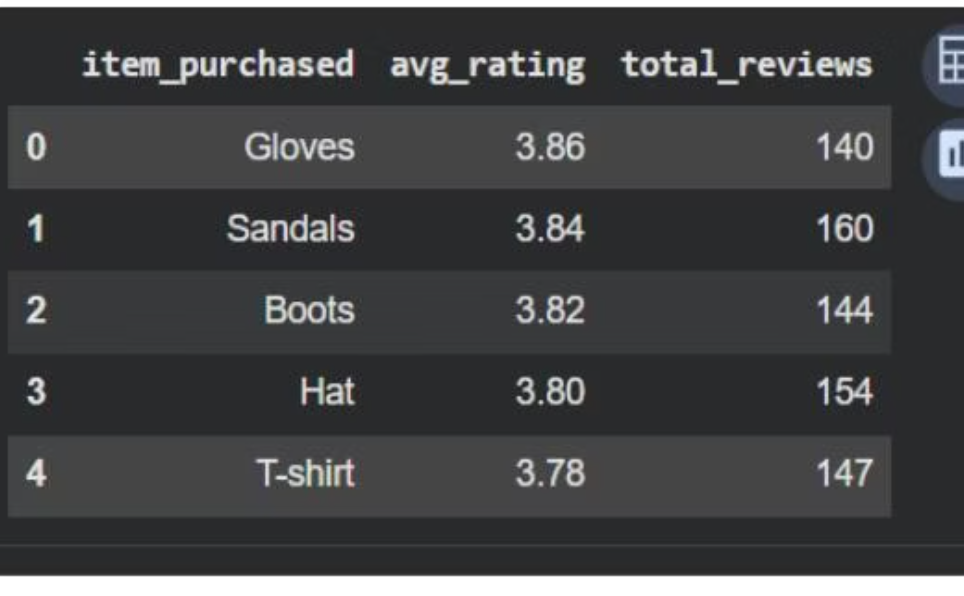 item_purchased avg_rating total_reviews
0 Gloves 3.86 140
1 Sandals 3.84 160
2 Boots 3.82 144
3 Hat 3.80 154
4 T-shirt 3.78 147